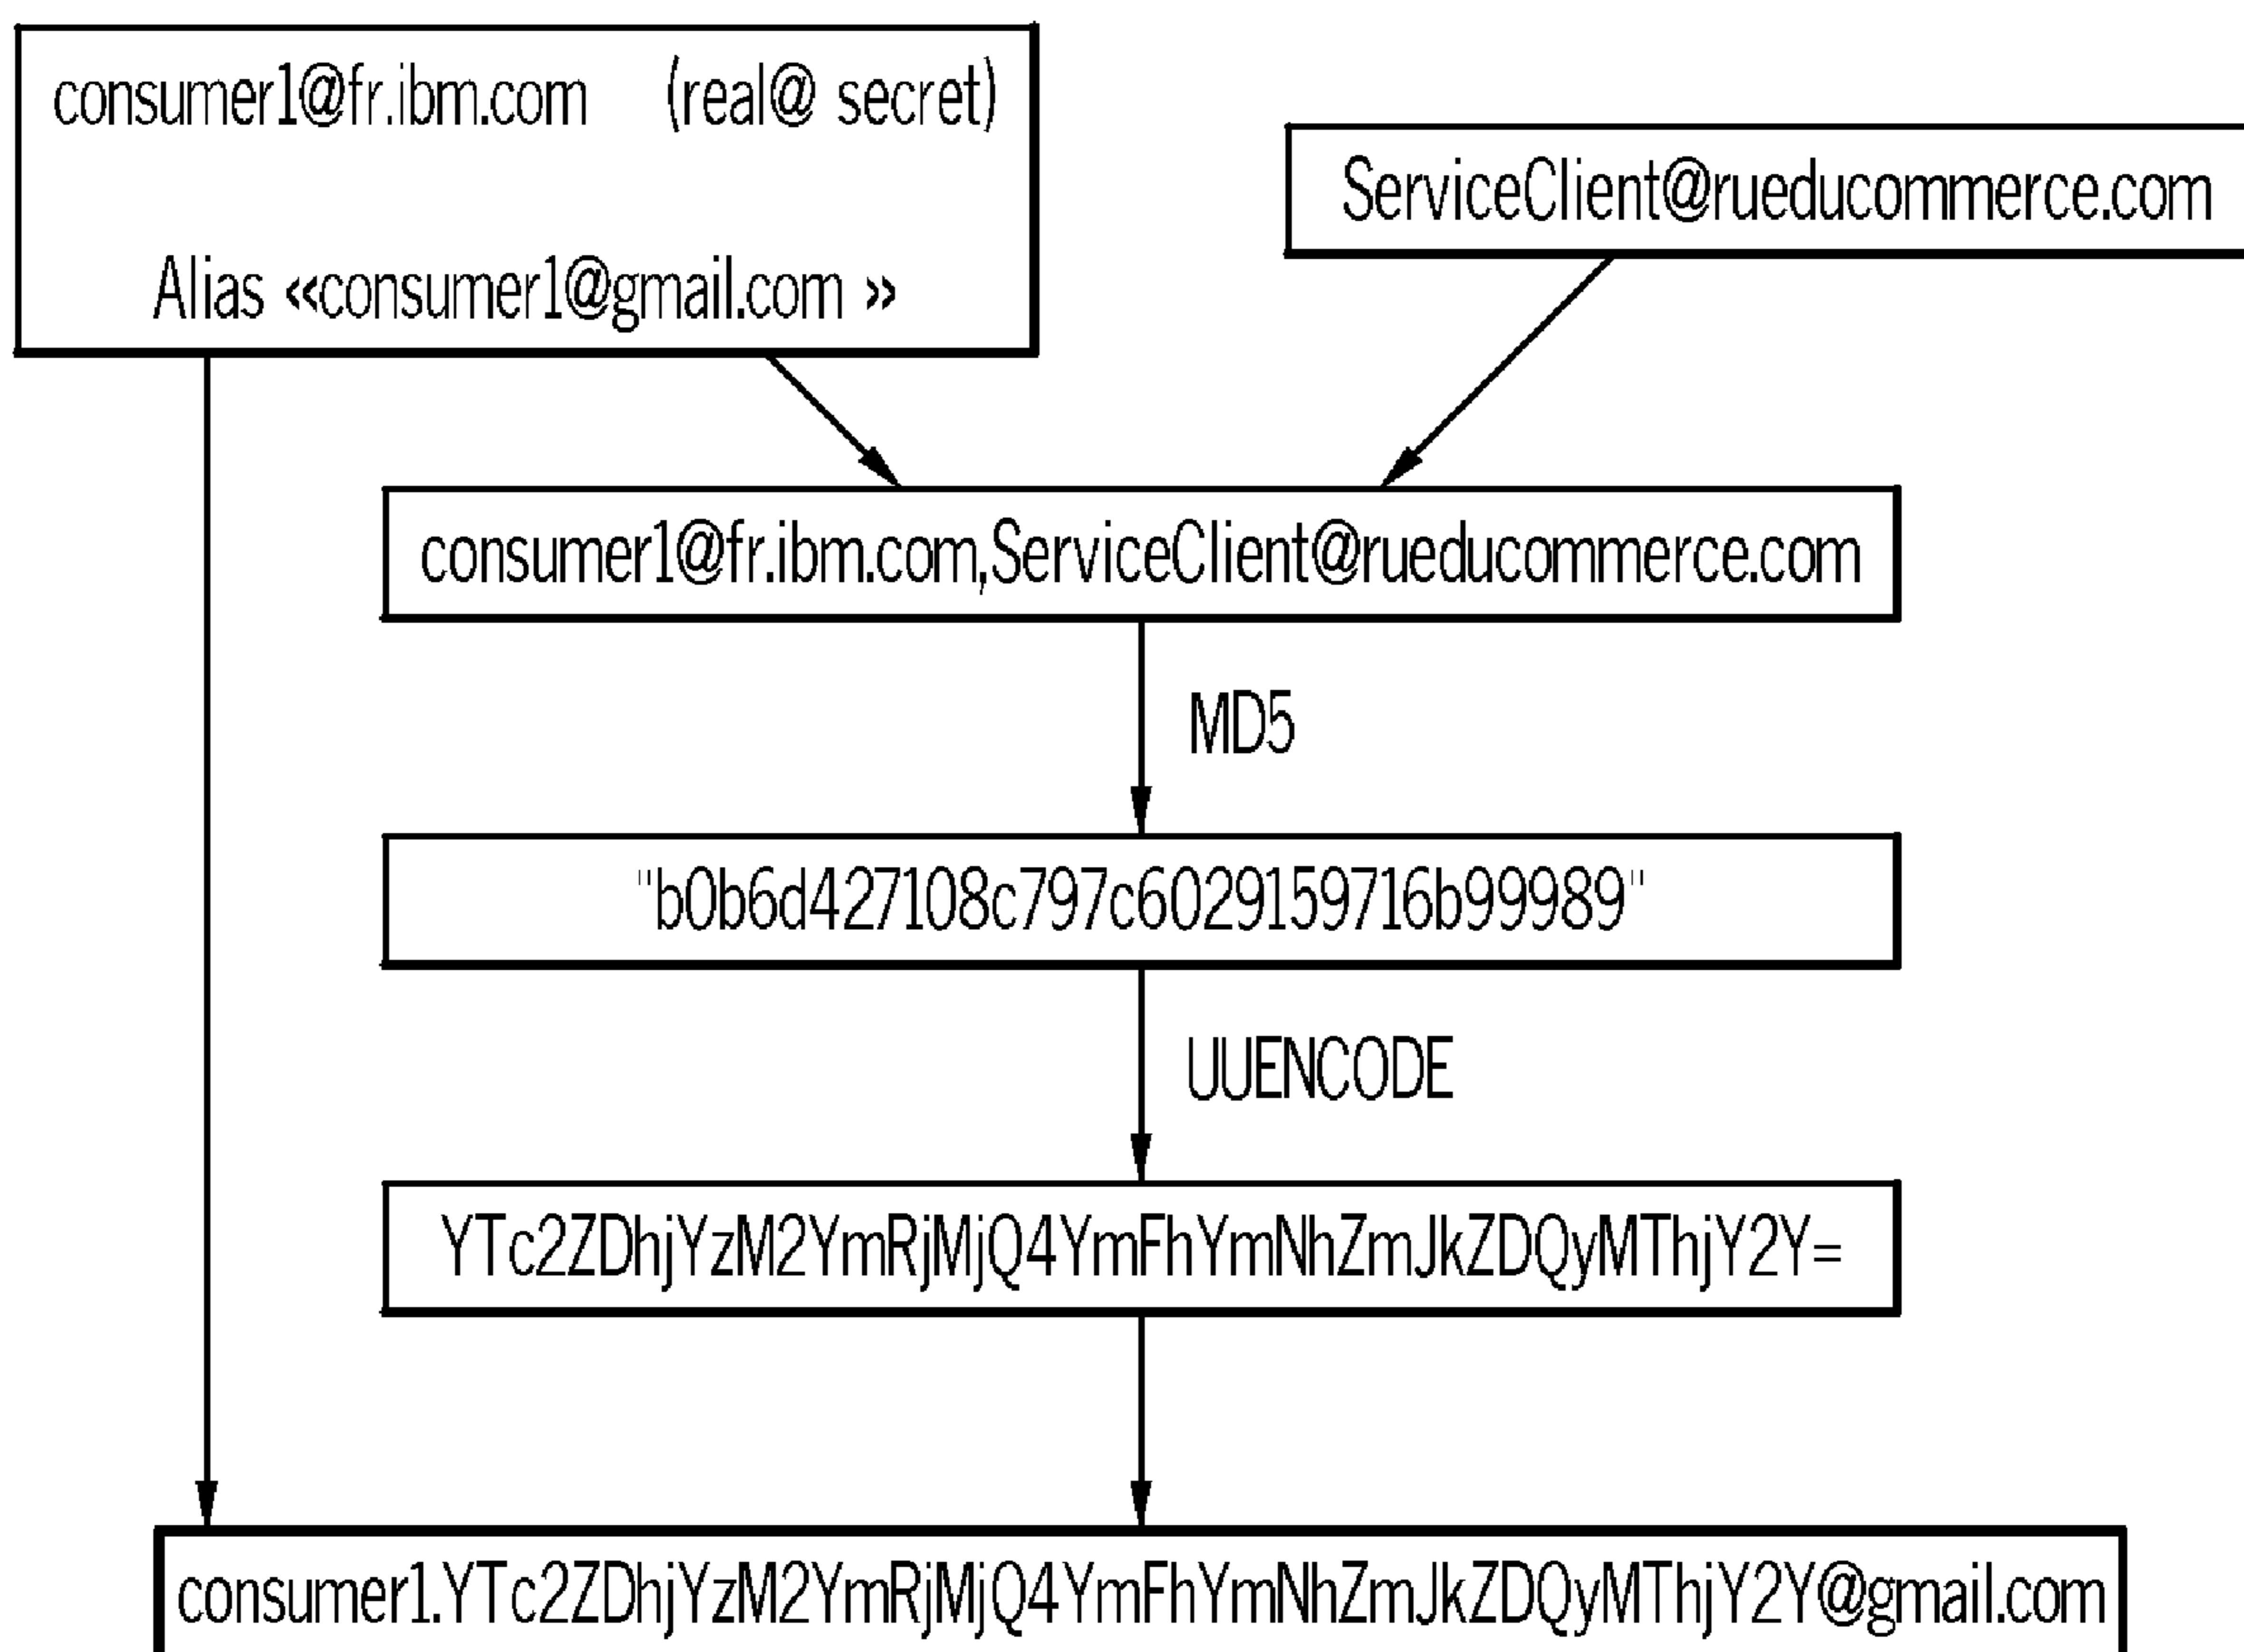 consumer1@fr.ibm.com (real@ secret)
Alias «consumer1@gmail.com »
ServiceClient@rueducommerce.com
consumer1@fr.ibm.com,ServiceClient@rueducommerce.com
MD5
"b0b6d427108c797c6029159716b99989"
UUENCODE
YTc2ZDhjYzM2YmRjMjQ4YmFhYmNhZmJkZDQyMThjY2Y=
consumer1.YTc2ZDhjYzM2YmRjMjQ4YmFhYmNhZmJkZDQyMThjY2Y@gmail.com